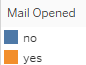 Mail Opened
no
yes